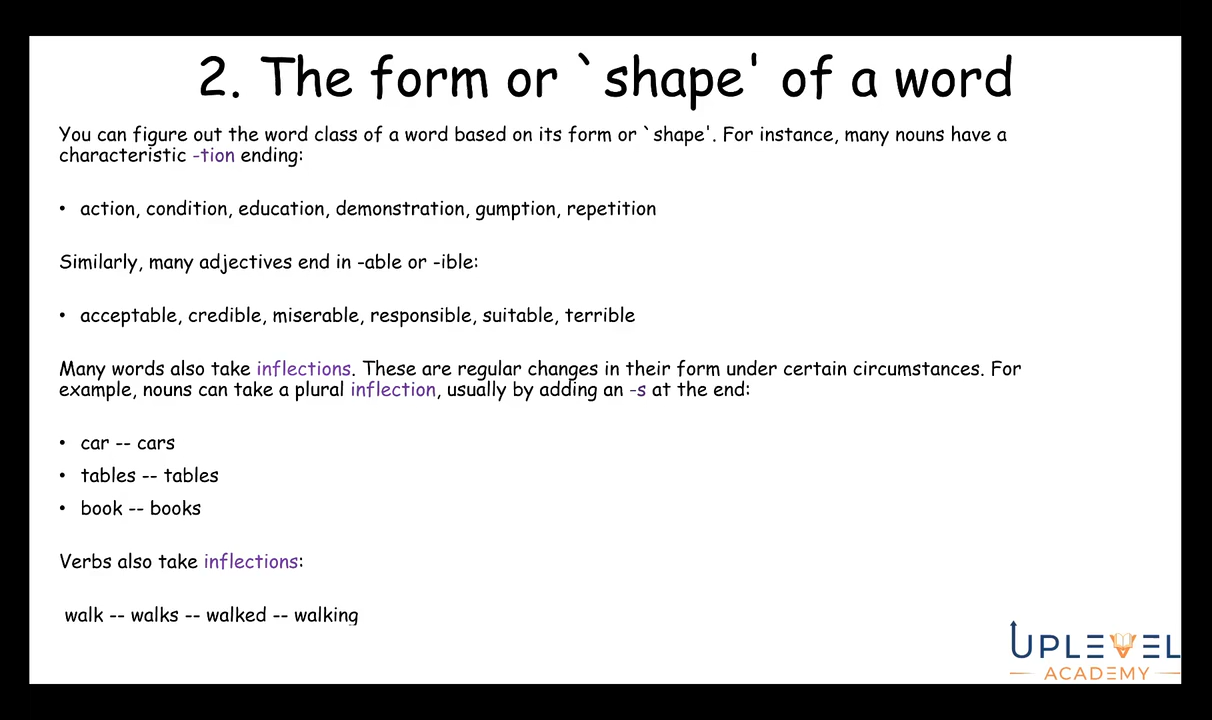 2. The form or `shape' of a word
You can figure out the word class of a word based on its form or `shape'. For instance, many nouns have a
characteristic -tion ending:
• action, condition, education, demonstration, gumption, repetition
Similarly, many adjectives end in -able or -ible:
• acceptable, credible, miserable, responsible, suitable, terrible
Many words also take inflections. These are regular changes in their form under certain circumstances. For
example, nouns can take a plural inflection, usually by adding an -s at the end:
• car -- cars
• tables -- tables
• book -- books
Verbs also take inflections:
walk -- walks -- walked -- walking
UPLEVEL
ACADEMY